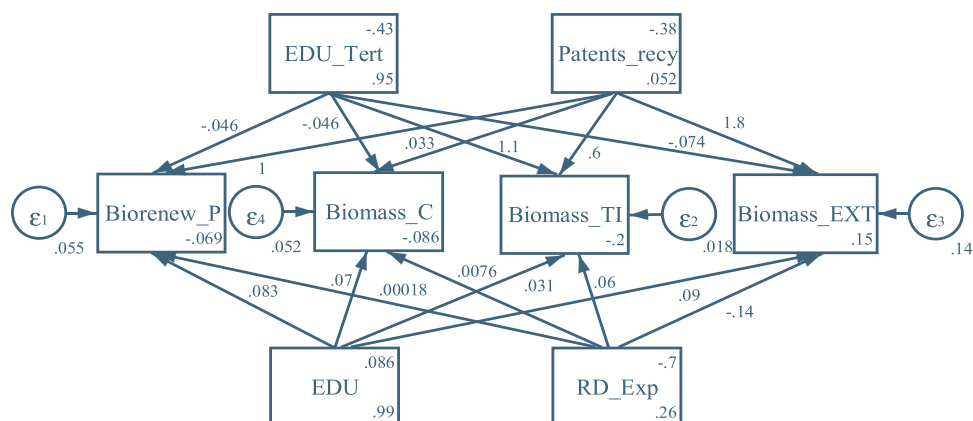 -.43
EDU_Tert
.95
-.38
Patents_recy
.052
-.046
-.046
.033
1.1
.6
-.074
1.8
1
ε1
.055
Biorenew_P
-.069
ε4
.052
Biomass_C
-.086
Biomass_TI
-.2
ε2
.018
Biomass_EXT
.15
ε3
.14
.083
.07
.00018
.0076
.031
.06
.09
-.14
.086
EDU
.99
-.7
RD_Exp
.26